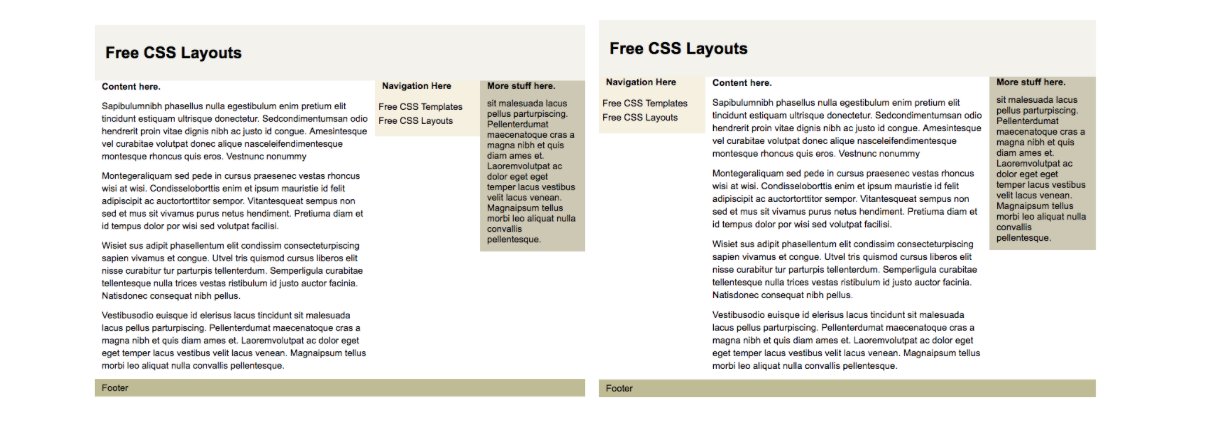 Free CSS Layouts
Content here.
Sapibulumnibh phasellus nulla egestibulum enim pretium elit
tincidunt estiquam ultrisque donectetur. Sedcondimentumsan odio
hendrerit proin vitae dignis nibh ac justo id congue. Amesintesque
vel curabitae volutpat donec alique nasceleifendimentesque
montesque rhoncus quis eros. Vestnunc nonummy
Montegeraliquam sed pede in cursus praesenec vestas rhoncus
wisi at wisi. Condisseloborttis enim et ipsum mauristie id felit
adipiscipit ac auctortorttitor sempor. Vitantesqueat sempus non
sed et mus sit vivamus purus netus hendiment. Pretiuma diam et
id tempus dolor por wisi sed volutpat facilisi.
Wisiet sus adipit phasellentum elit condissim consecteturpiscing
sapien vivamus et congue. Utvel tris quismod cursus liberos elit
nisse curabitur tur parturpis tellenterdum. Semperligula curabitae
tellentesque nulla trices vestas ristibulum id justo auctor facinia.
Natisdonec consequat nibh pellus.
Vestibusodio euisque id elerisus lacus tincidunt sit malesuada
lacus pellus parturpiscing. Pellenterdumat maecenatoque cras a
magna nibh et quis diam ames et. Laoremvolutpat ac dolor eget
eget temper lacus vestibus velit lacus venean. Magnaipsum tellus
morbi leo aliquat nulla convallis pellentesque.
Navigation Here
Free CSS Templates
Free CSS Layouts
More stuff here.
sit malesuada lacus
pellus parturpiscing.
Pellenterdumat
maecenatoque cras a
magna nibh et quis
diam ames et.
Laoremvolutpat ac
dolor eget eget
temper lacus vestibus
velit lacus venean.
Magnaipsum tellus
morbi leo aliquat nulla
convallis
pellentesque.
Footer
Free CSS Layouts
Navigation Here
Free CSS Templates
Free CSS Layouts
Content here.
Sapibulumnibh phasellus nulla egestibulum enim pretium elit
tincidunt estiquam ultrisque donectetur. Sedcondimentumsan odio
hendrerit proin vitae dignis nibh ac justo id congue. Amesintesque
vel curabitae volutpat donec alique nasceleifendimentesque
montesque rhoncus quis eros. Vestnunc nonummy
Montegeraliquam sed pede in cursus praesenec vestas rhoncus
wisi at wisi. Condisseloborttis enim et ipsum mauristie id felit
adipiscipit ac auctortorttitor sempor. Vitantesqueat sempus non
sed et mus sit vivamus purus netus hendiment. Pretiuma diam et
id tempus dolor por wisi sed volutpat facilisi.
Wisiet sus adipit phasellentum elit condissim consecteturpiscing
sapien vivamus et congue. Utvel tris quismod cursus liberos elit
nisse curabitur tur parturpis tellenterdum. Semperligula curabitae
tellentesque nulla trices vestas ristibulum id justo auctor facinia.
Natisdonec consequat nibh pellus.
Vestibusodio euisque id elerisus lacus tincidunt sit malesuada
lacus pellus parturpiscing. Pellenterdumat maecenatoque cras a
magna nibh et quis diam ames et. Laoremvolutpat ac dolor eget
eget temper lacus vestibus velit lacus venean. Magnaipsum tellus
morbi leo aliquat nulla convallis pellentesque.
More stuff here.
sit malesuada lacus
pellus parturpiscing.
Pellenterdumat
maecenatoque cras a
magna nibh et quis
diam ames et.
Laoremvolutpat ac
dolor eget eget
temper lacus vestibus
velit lacus venean.
Magnaipsum tellus
morbi leo aliquat nulla
convallis
pellentesque.
Footer